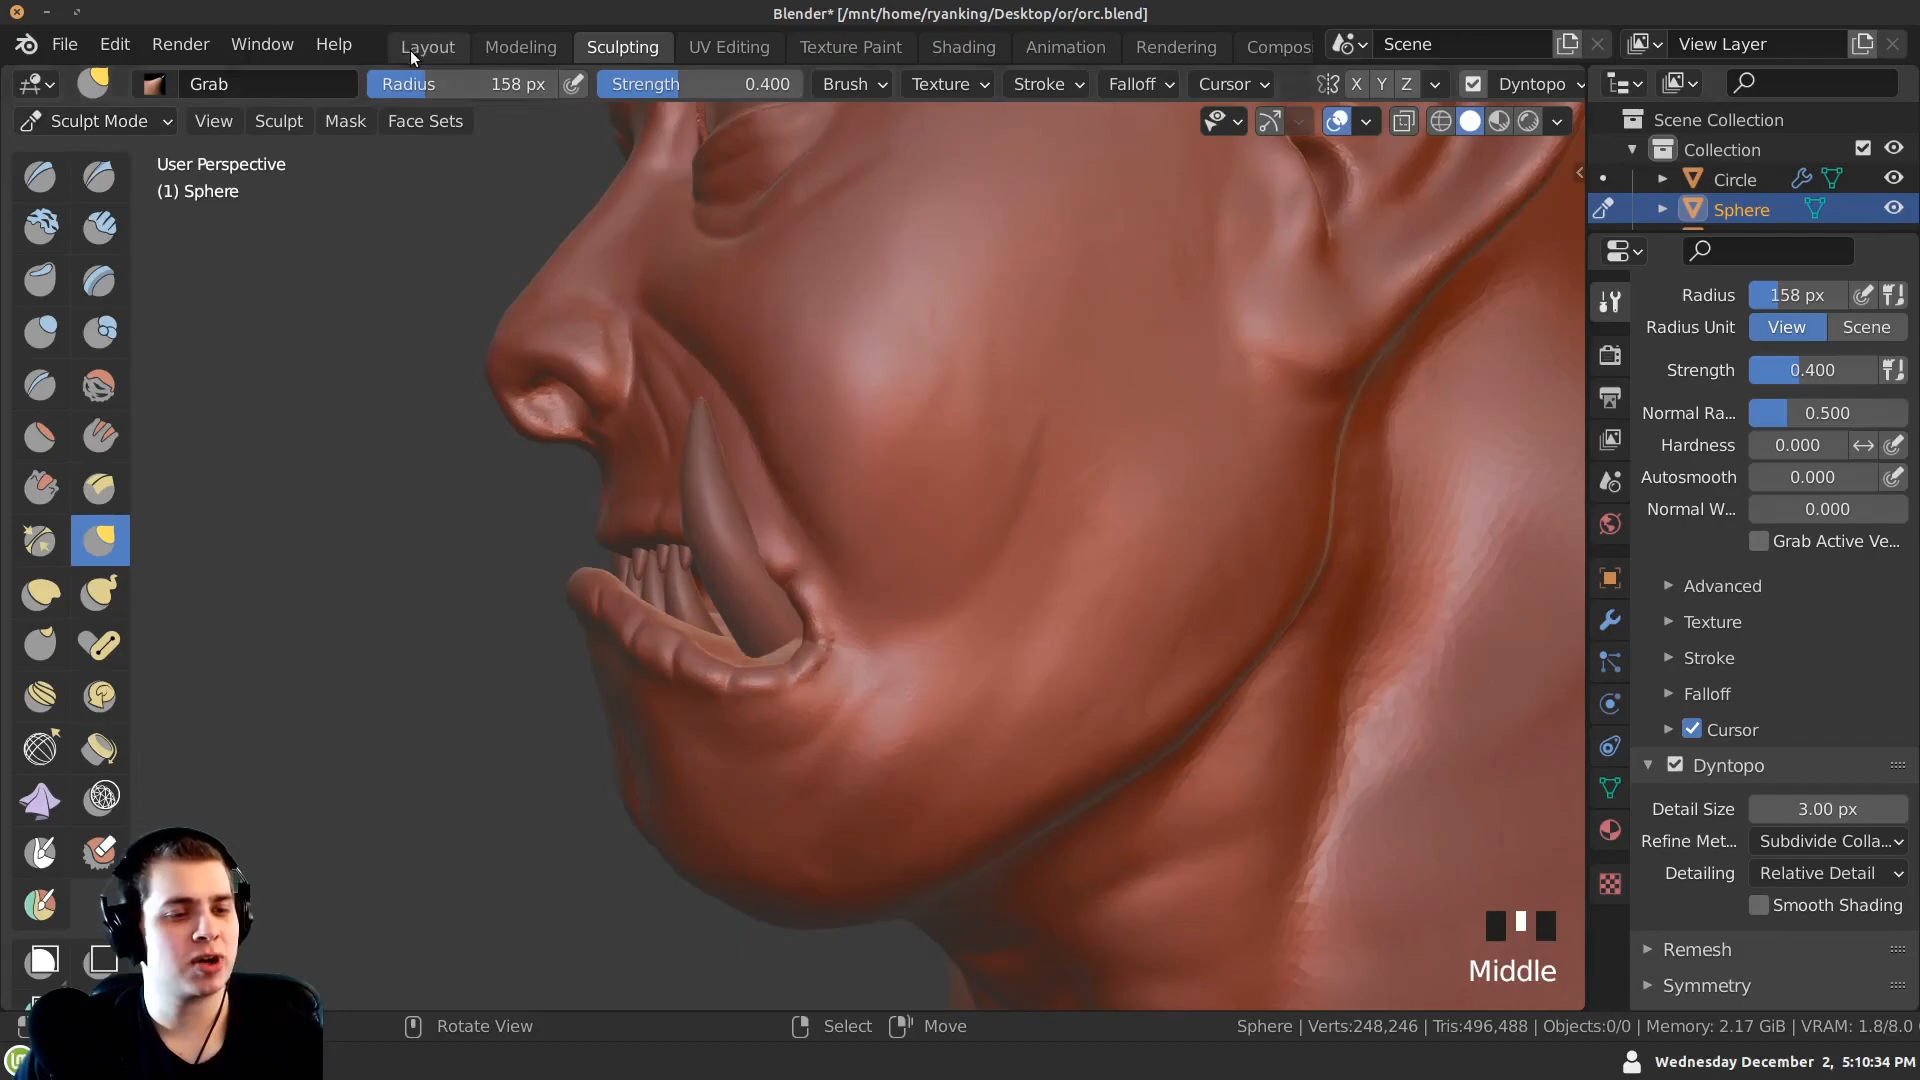 Blender* [/mnt/home/ryanking/Desktop/or/orc.blend]
File Edit Render Window Help Layout Modeling Sculpting UV Editing Texture Paint Shading Animation Rendering Compos Scene View Layer
Grab Radius 158 px Strength 0.400 Brush Texture Stroke Falloff Cursor X Y Z Dyntopo
Sculpt Mode View Sculpt Mask Face Sets
User Perspective
(1) Sphere
Scene Collection
Collection
Circle
Sphere
Radius 158 px
Radius Unit View Scene
Strength 0.400
Normal Ra... 0.500
Hardness 0.000
Autosmooth 0.000
Normal W... 0.000
Grab Active Ve...
Advanced
Texture
Stroke
Falloff
Cursor
Dyntopo
Detail Size 3.00 px
Refine Met... Subdivide Colla...
Detailing Relative Detail
Smooth Shading
Remesh
Symmetry
Middle
Rotate View Select Move Sphere | Verts:248,246 | Tris:496,488 | Objects:0/0 | Memory: 2.17 GiB | VRAM: 1.8/8.0
Wednesday December 2, 5:10:34 PM